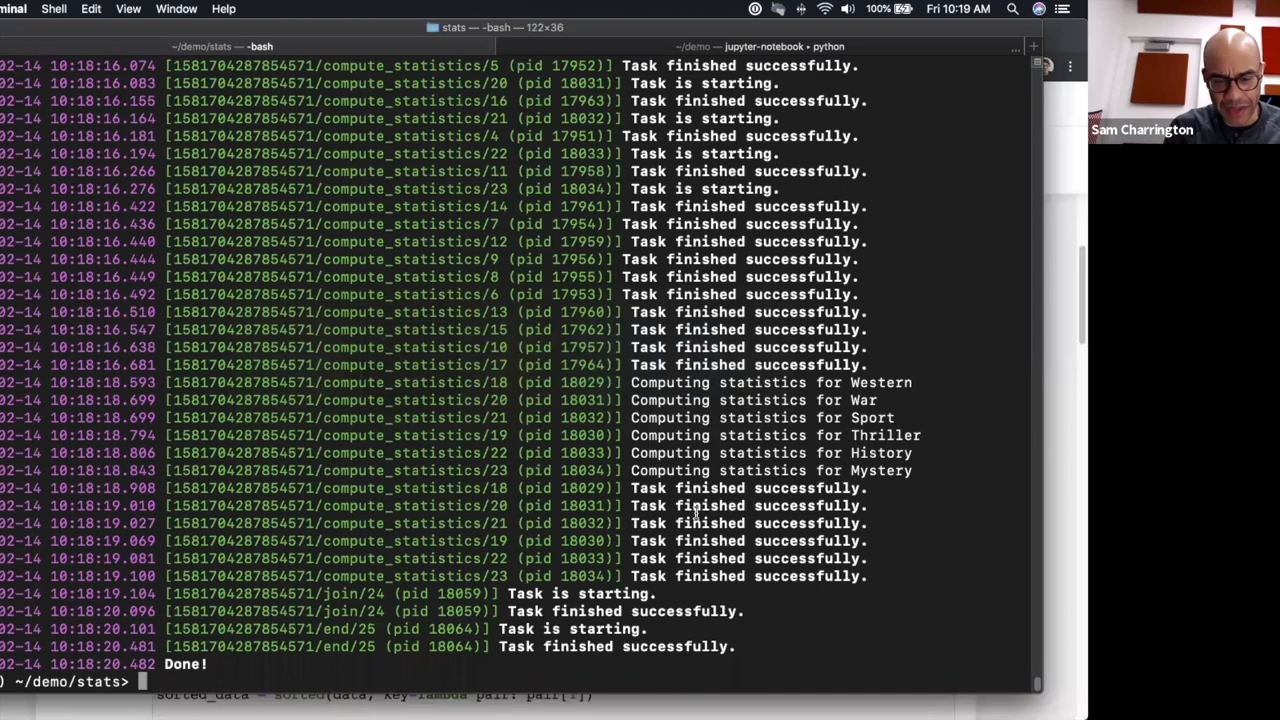 minal Shell Edit View Window Help 100% Fri 10:19 AM
stats — -bash — 122×36
~/demo/stats — -bash ~/demo — jupyter-notebook ▸ python ... +
02-14 10:18:16.074 [1581704287854571/compute_statistics/5 (pid 17952)] Task finished successfully.
02-14 10:18:16.083 [1581704287854571/compute_statistics/20 (pid 18031)] Task is starting.
02-14 10:18:16.155 [1581704287854571/compute_statistics/16 (pid 17963)] Task finished successfully.
02-14 10:18:16.164 [1581704287854571/compute_statistics/21 (pid 18032)] Task is starting.
02-14 10:18:16.181 [1581704287854571/compute_statistics/4 (pid 17951)] Task finished successfully.
02-14 10:18:16.194 [1581704287854571/compute_statistics/22 (pid 18033)] Task is starting.
02-14 10:18:16.266 [1581704287854571/compute_statistics/11 (pid 17958)] Task finished successfully.
02-14 10:18:16.276 [1581704287854571/compute_statistics/23 (pid 18034)] Task is starting.
02-14 10:18:16.422 [1581704287854571/compute_statistics/14 (pid 17961)] Task finished successfully.
02-14 10:18:16.436 [1581704287854571/compute_statistics/7 (pid 17954)] Task finished successfully.
02-14 10:18:16.440 [1581704287854571/compute_statistics/12 (pid 17959)] Task finished successfully.
02-14 10:18:16.444 [1581704287854571/compute_statistics/9 (pid 17956)] Task finished successfully.
02-14 10:18:16.449 [1581704287854571/compute_statistics/8 (pid 17955)] Task finished successfully.
02-14 10:18:16.492 [1581704287854571/compute_statistics/6 (pid 17953)] Task finished successfully.
02-14 10:18:16.510 [1581704287854571/compute_statistics/13 (pid 17960)] Task finished successfully.
02-14 10:18:16.547 [1581704287854571/compute_statistics/15 (pid 17962)] Task finished successfully.
02-14 10:18:16.638 [1581704287854571/compute_statistics/10 (pid 17957)] Task finished successfully.
02-14 10:18:16.681 [1581704287854571/compute_statistics/17 (pid 17964)] Task finished successfully.
02-14 10:18:18.593 [1581704287854571/compute_statistics/18 (pid 18029)] Computing statistics for Western
02-14 10:18:18.699 [1581704287854571/compute_statistics/20 (pid 18031)] Computing statistics for War
02-14 10:18:18.699 [1581704287854571/compute_statistics/21 (pid 18032)] Computing statistics for Sport
02-14 10:18:18.794 [1581704287854571/compute_statistics/19 (pid 18030)] Computing statistics for Thriller
02-14 10:18:18.806 [1581704287854571/compute_statistics/22 (pid 18033)] Computing statistics for History
02-14 10:18:18.843 [1581704287854571/compute_statistics/23 (pid 18034)] Computing statistics for Mystery
02-14 10:18:18.908 [1581704287854571/compute_statistics/18 (pid 18029)] Task finished successfully.
02-14 10:18:19.010 [1581704287854571/compute_statistics/20 (pid 18031)] Task finished successfully.
02-14 10:18:19.027 [1581704287854571/compute_statistics/21 (pid 18032)] Task finished successfully.
02-14 10:18:19.069 [1581704287854571/compute_statistics/19 (pid 18030)] Task finished successfully.
02-14 10:18:19.081 [1581704287854571/compute_statistics/22 (pid 18033)] Task finished successfully.
02-14 10:18:19.100 [1581704287854571/compute_statistics/23 (pid 18034)] Task finished successfully.
02-14 10:18:19.104 [1581704287854571/join/24 (pid 18059)] Task is starting.
02-14 10:18:20.096 [1581704287854571/join/24 (pid 18059)] Task finished successfully.
02-14 10:18:20.101 [1581704287854571/end/25 (pid 18064)] Task is starting.
02-14 10:18:20.481 [1581704287854571/end/25 (pid 18064)] Task finished successfully.
02-14 10:18:20.482 Done!
) ~/demo/stats>
sorted_data = sorted(data, key=lambda pair: pair[1])
Sam Charrington